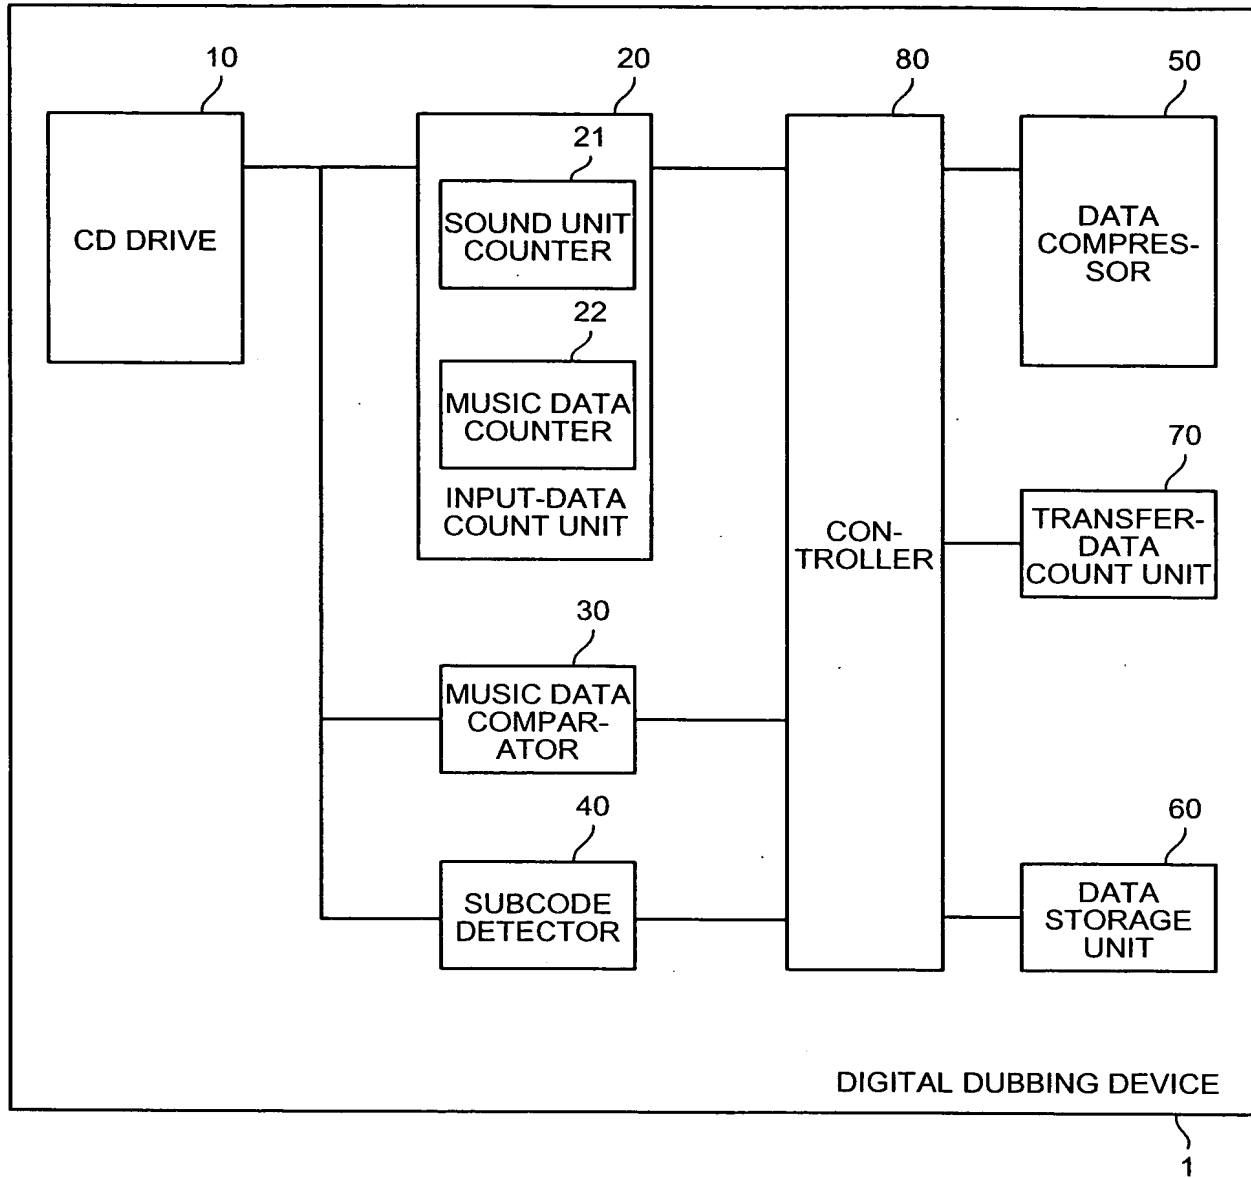 10
20
80
50
21
CD DRIVE
SOUND UNIT
COUNTER
22
MUSIC DATA
COUNTER
INPUT-DATA
COUNT UNIT
CON-
TROLLER
DATA
COMPRES-
SOR
70
TRANSFER-
DATA
COUNT UNIT
30
MUSIC DATA
COMPAR-
ATOR
40
SUBCODE
DETECTOR
60
DATA
STORAGE
UNIT
DIGITAL DUBBING DEVICE
1